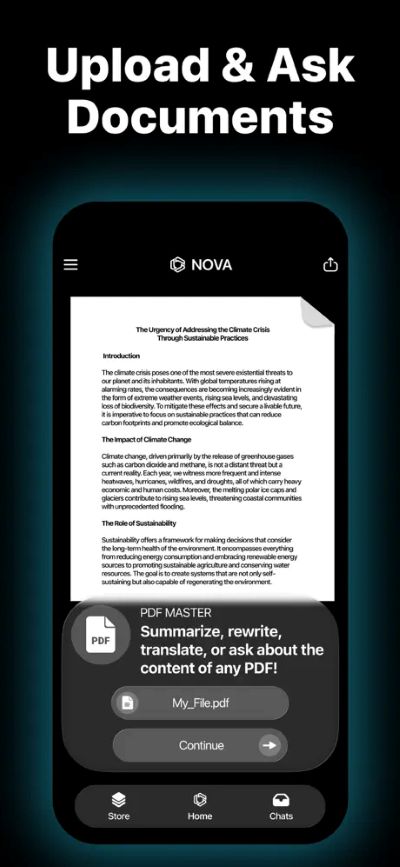 Upload & Ask
Documents
NOVA
The Urgency of Addressing the Climate Crisis
Through Sustainable Practices
Introduction
The climate crisis poses one of the most severe existential threats to
our planet and its inhabitants. With global temperatures rising at
alarming rates, the consequences are becoming increasingly evident in
the form of extreme weather events, rising sea levels, and devastating
loss of biodiversity. To mitigate these effects and secure a livable future,
it is imperative to focus on sustainable practices that can reduce
carbon footprints and promote ecological balance.
The Impact of Climate Change
Climate change, driven primarily by the release of greenhouse gases
such as carbon dioxide and methane, is not a distant threat but a
current reality. Each year, we witness more frequent and intense
heatwaves, hurricanes, wildfires, and droughts, all of which carry heavy
economic and human costs. Moreover, the melting polar ice caps and
glaciers contribute to rising sea levels, threatening coastal communities
with unprecedented flooding.
The Role of Sustainability
Sustainability offers a framework for making decisions that consider
the long-term health of the environment. It encompasses everything
from reducing energy consumption and embracing renewable energy
sources to promoting sustainable agriculture and conserving water
resources. The goal is to create systems that are not only self-
sustaining but also capable of regenerating the environment.
PDF
PDF MASTER
Summarize, rewrite,
translate, or ask about the
content of any PDF!
My_File.pdf
Continue
Store
Home
Chats